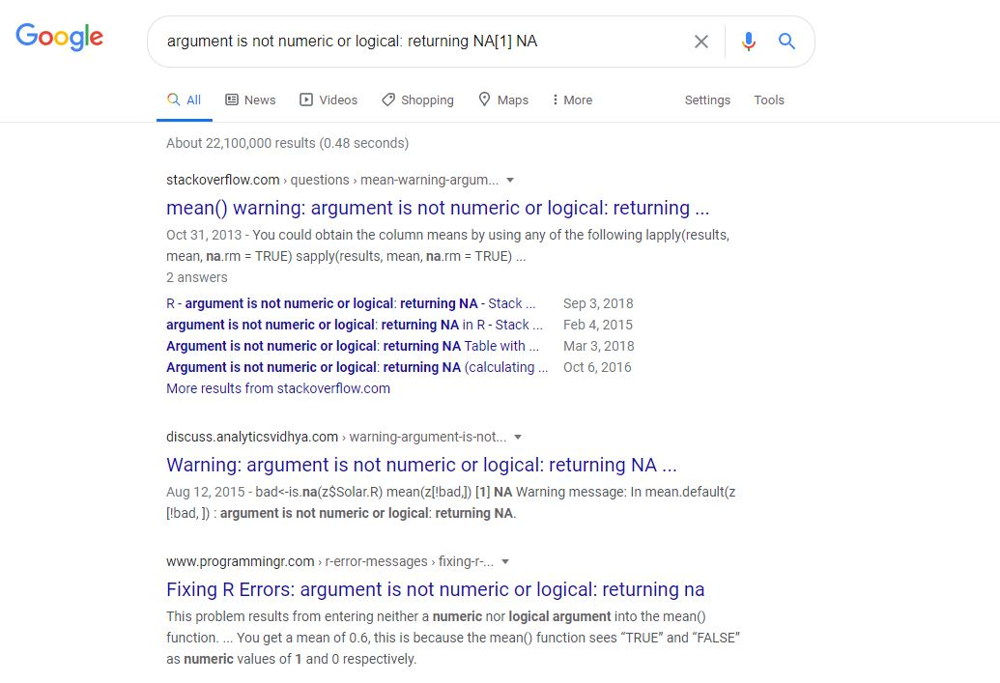 Google
argument is not numeric or logical: returning NA[1] NA
All News Videos Shopping Maps More Settings Tools
About 22,100,000 results (0.48 seconds)
stackoverflow.com › questions › mean-warning-argum...
mean() warning: argument is not numeric or logical: returning ...
Oct 31, 2013 - You could obtain the column means by using any of the following lapply(results,
mean, na.rm = TRUE) sapply(results, mean, na.rm = TRUE) ...
2 answers
R - argument is not numeric or logical: returning NA - Stack ... Sep 3, 2018
argument is not numeric or logical: returning NA in R - Stack ... Feb 4, 2015
Argument is not numeric or logical: returning NA Table with ... Mar 3, 2018
Argument is not numeric or logical: returning NA (calculating ... Oct 6, 2016
More results from stackoverflow.com
discuss.analyticsvidhya.com › warning-argument-is-not...
Warning: argument is not numeric or logical: returning NA ...
Aug 12, 2015 - bad<-is.na(z$Solar.R) mean(z[!bad,]) [1] NA Warning message: In mean.default(z
[!bad, ]) : argument is not numeric or logical: returning NA.
www.programmingr.com › r-error-messages › fixing-r-...
Fixing R Errors: argument is not numeric or logical: returning na
This problem results from entering neither a numeric nor logical argument into the mean()
function. ... You get a mean of 0.6, this is because the mean() function sees “TRUE” and “FALSE”
as numeric values of 1 and 0 respectively.